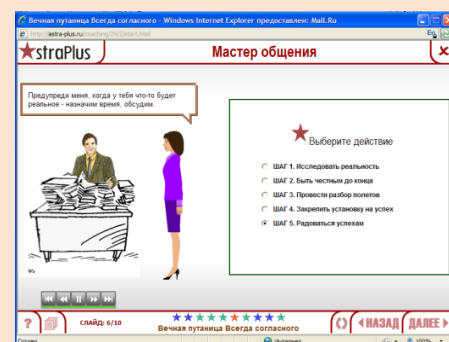 Вечная путаница Всегда согласного - Windows Internet Explorer предоставлен: Mail.Ru
straPlus
Мастер общения
Предупреди меня, когда у тебя что-то будет
реальное - назначим время, обсудим.
Выберите действие
ШАГ 1. Исследовать реальность
ШАГ 2. Быть честным до конца
ШАГ 3. Провести разбор полетов
ШАГ 4. Закрепить установку на успех
ШАГ 5. Радоваться успехам
?
СЛАЙД: 6/10
Вечная путаница Всегда согласного
НАЗАД
ДАЛЕЕ
Готово
Интернет
100%